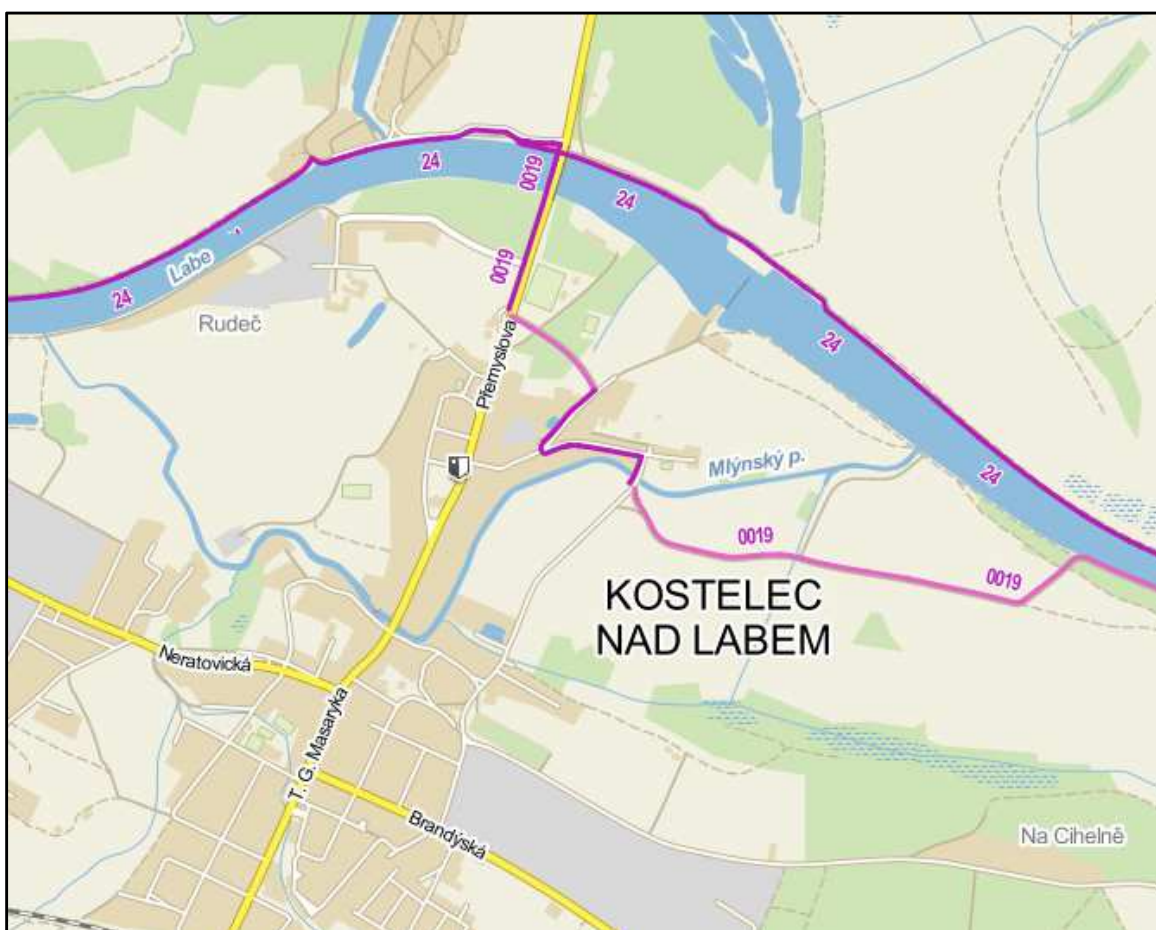 24
0019
24
Labe
24
0019
Rudeč
Přemyslova
24
Mlýnský p.
24
0019
0019
KOSTELEC
NAD LABEM
Neratovická
T. G. Masaryka
Brandýská
Na Cihelně